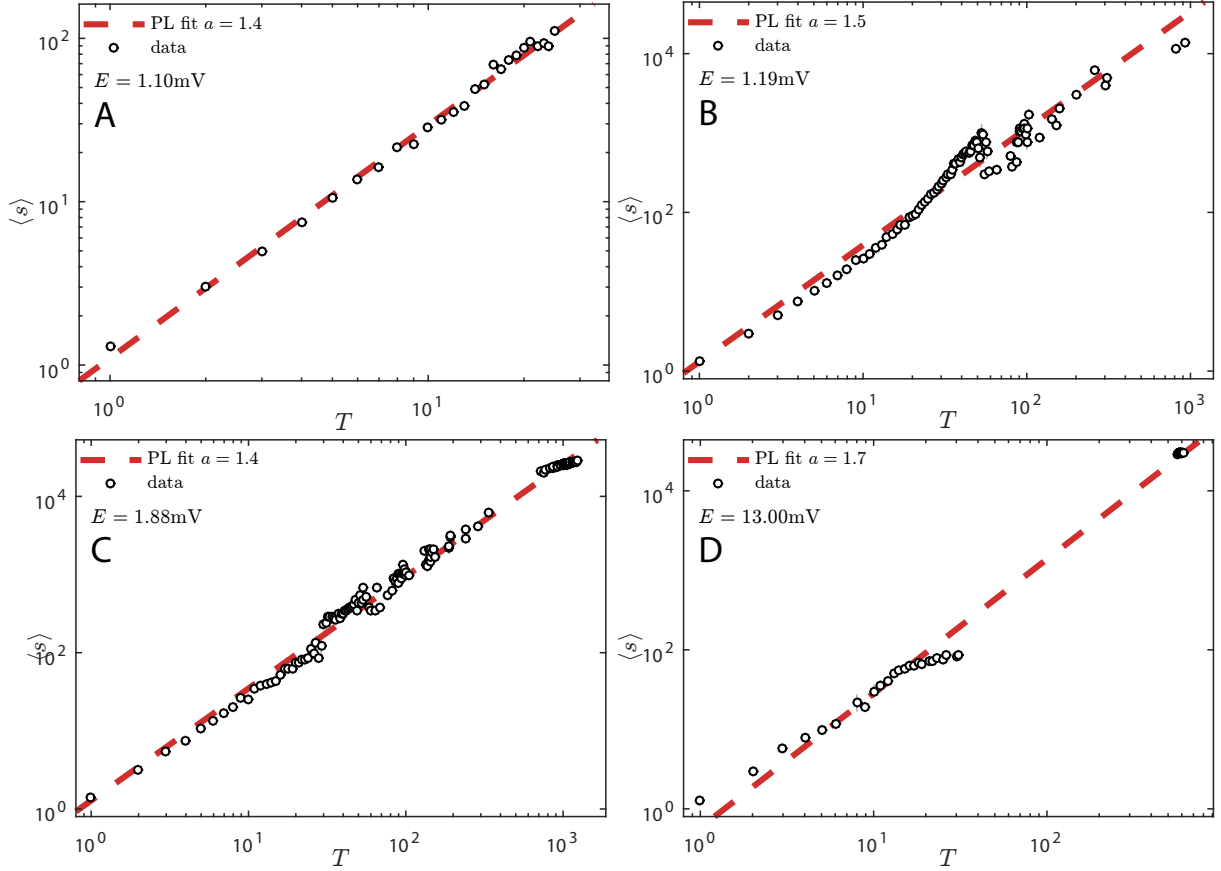 PL fit a = 1.4
data
E = 1.10mV
A
10^2
10^1
10^0
⟨s⟩
10^0
10^1
T
PL fit a = 1.5
data
E = 1.19mV
B
10^4
10^2
10^0
⟨s⟩
10^0
10^1
10^2
10^3
T
PL fit a = 1.4
data
E = 1.88mV
C
10^4
10^2
10^0
⟨s⟩
10^0
10^1
10^2
10^3
T
PL fit a = 1.7
data
E = 13.00mV
D
10^4
10^2
10^0
⟨s⟩
10^0
10^1
10^2
T